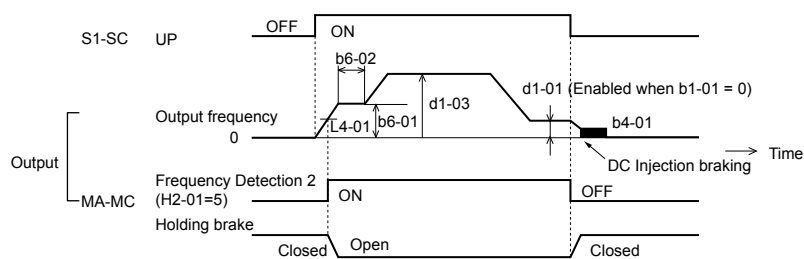 S1-SC UP OFF ON
b6-02
d1-01 (Enabled when b1-01 = 0)
Output frequency
L4-01 b6-01 d1-03 b4-01
0
Time
DC Injection braking
Output
Frequency Detection 2
MA-MC (H2-01=5) ON OFF
Holding brake
Closed Open Closed